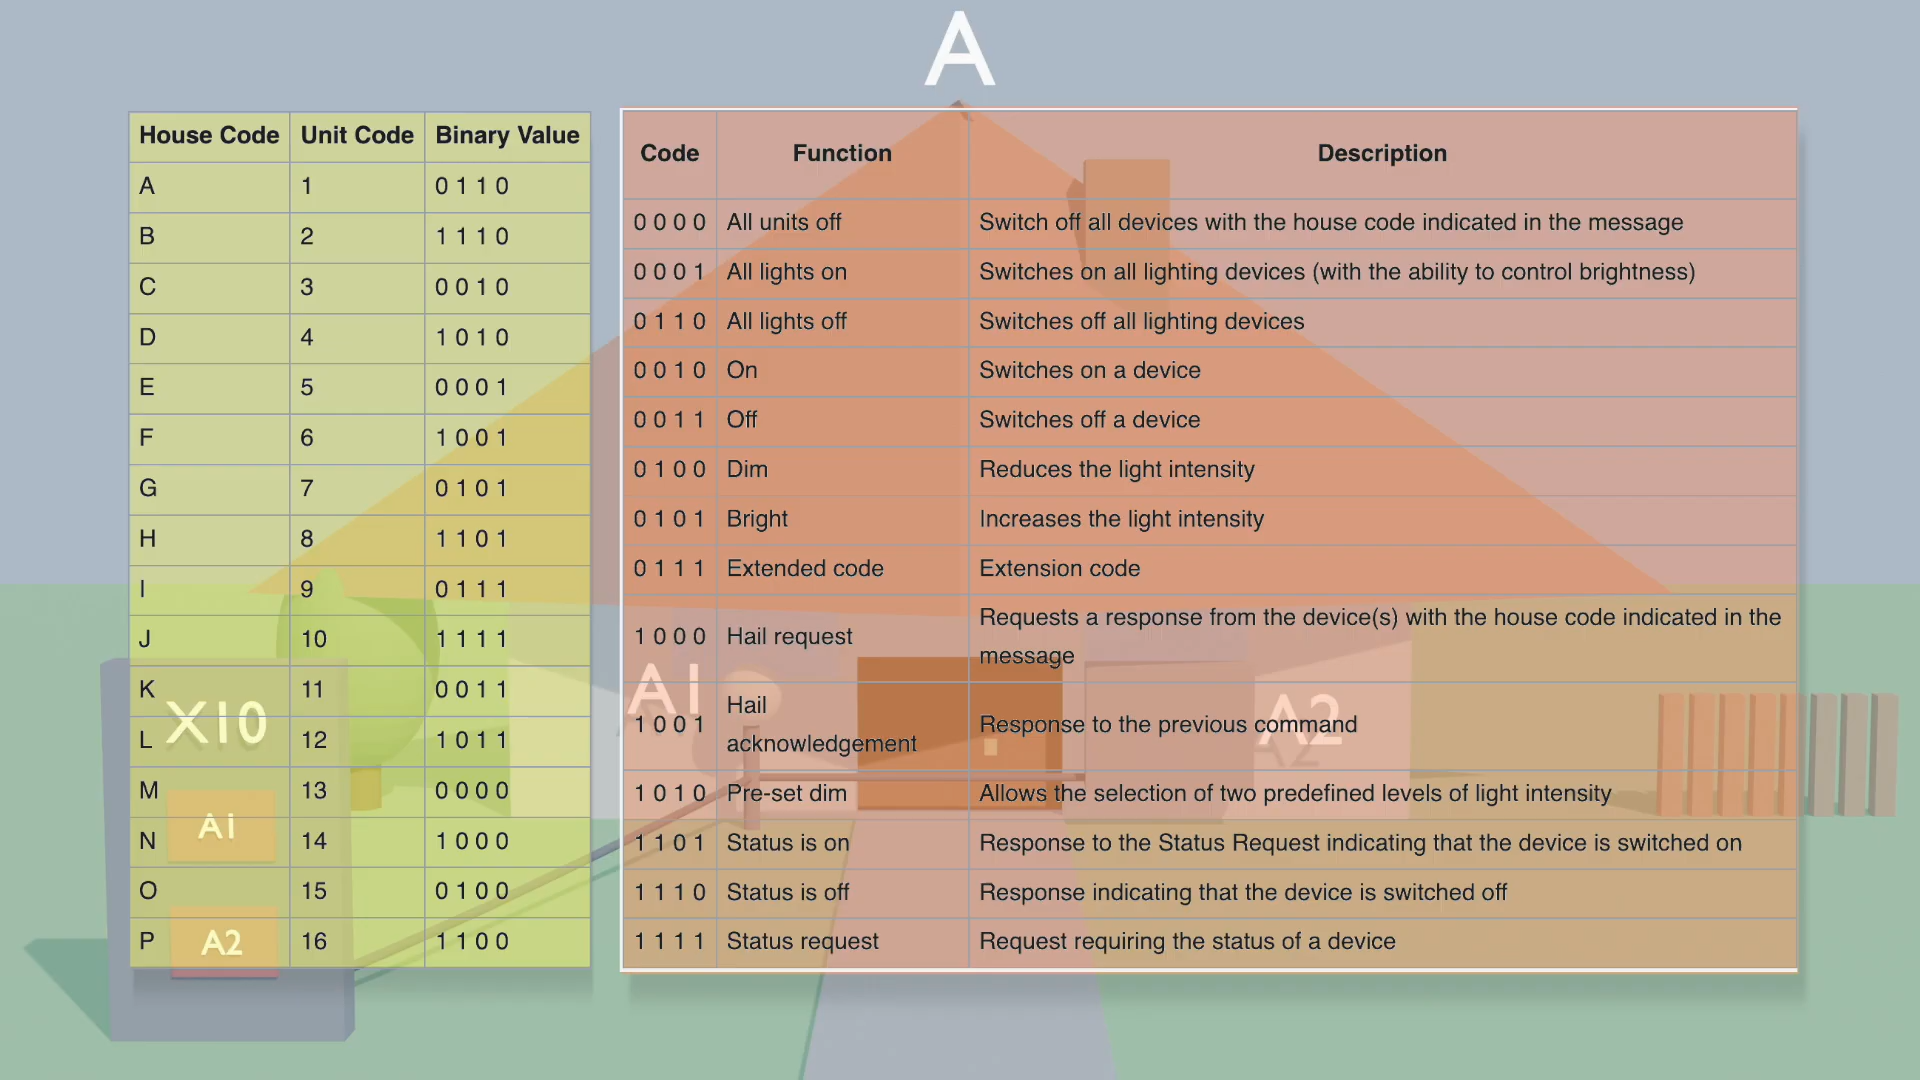 A
House Code Unit Code Binary Value
A 1 0 1 1 0
B 2 1 1 1 0
C 3 0 0 1 0
D 4 1 0 1 0
E 5 0 0 0 1
F 6 1 0 0 1
G 7 0 1 0 1
H 8 1 1 0 1
I 9 0 1 1 1
J 10 1 1 1 1
K 11 0 0 1 1
L 12 1 0 1 1
M 13 0 0 0 0
N 14 1 0 0 0
O 15 0 1 0 0
P 16 1 1 0 0
Code Function Description
0 0 0 0 All units off Switch off all devices with the house code indicated in the message
0 0 0 1 All lights on Switches on all lighting devices (with the ability to control brightness)
0 1 1 0 All lights off Switches off all lighting devices
0 0 1 0 On Switches on a device
0 0 1 1 Off Switches off a device
0 1 0 0 Dim Reduces the light intensity
0 1 0 1 Bright Increases the light intensity
0 1 1 1 Extended code Extension code
1 0 0 0 Hail request Requests a response from the device(s) with the house code indicated in the
message
1 0 0 1 Hail
acknowledgement Response to the previous command
1 0 1 0 Pre-set dim Allows the selection of two predefined levels of light intensity
1 1 0 1 Status is on Response to the Status Request indicating that the device is switched on
1 1 1 0 Status is off Response indicating that the device is switched off
1 1 1 1 Status request Request requiring the status of a device
X10
A1
A2
A1
A2